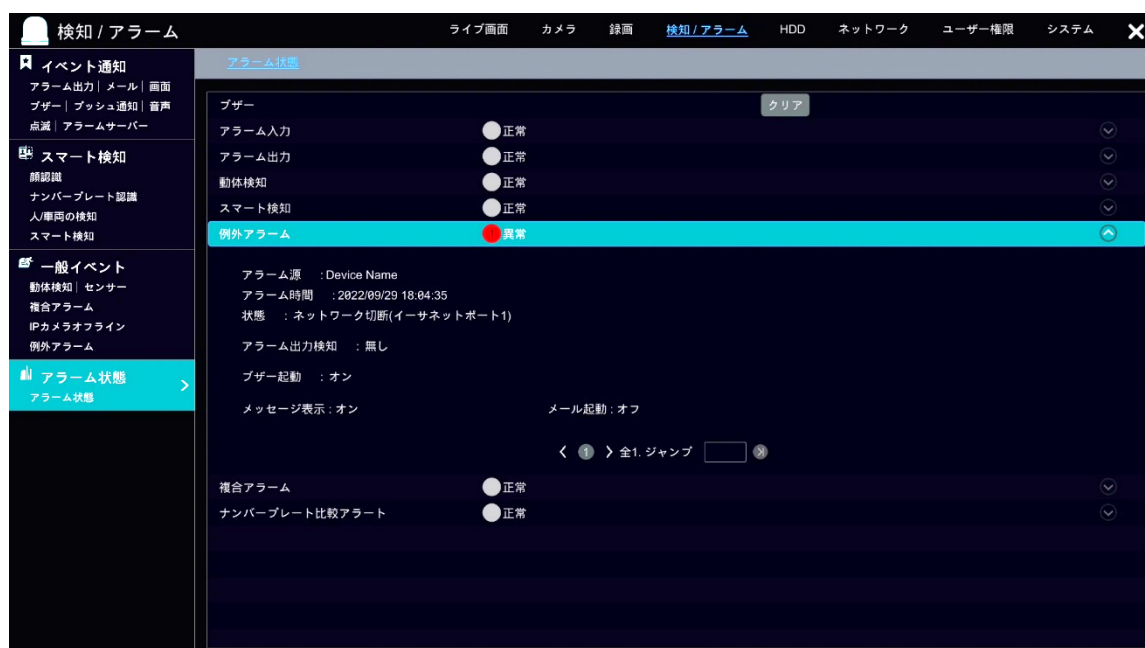 検知 / アラーム
ライブ画面 カメラ 録画 検知 / アラーム HDD ネットワーク ユーザー権限 システム
イベント通知
アラーム出力 | メール | 画面
ブザー | プッシュ通知 | 音声
点滅 | アラームサーバー
スマート検知
顔認識
ナンバープレート認識
人/車両の検知
スマート検知
一般イベント
動体検知 | センサー
複合アラーム
IPカメラオフライン
例外アラーム
アラーム状態
アラーム状態
アラーム状態
ブザー クリア
アラーム入力 正常
アラーム出力 正常
動体検知 正常
スマート検知 正常
例外アラーム 異常
アラーム源 : Device Name
アラーム時間 : 2022/09/29 18:04:35
状態 : ネットワーク切断(イーサネットポート1)
アラーム出力検知 : 無し
ブザー起動 : オン
メッセージ表示 : オン メール起動 : オフ
1 全1. ジャンプ
複合アラーム 正常
ナンバープレート比較アラート 正常